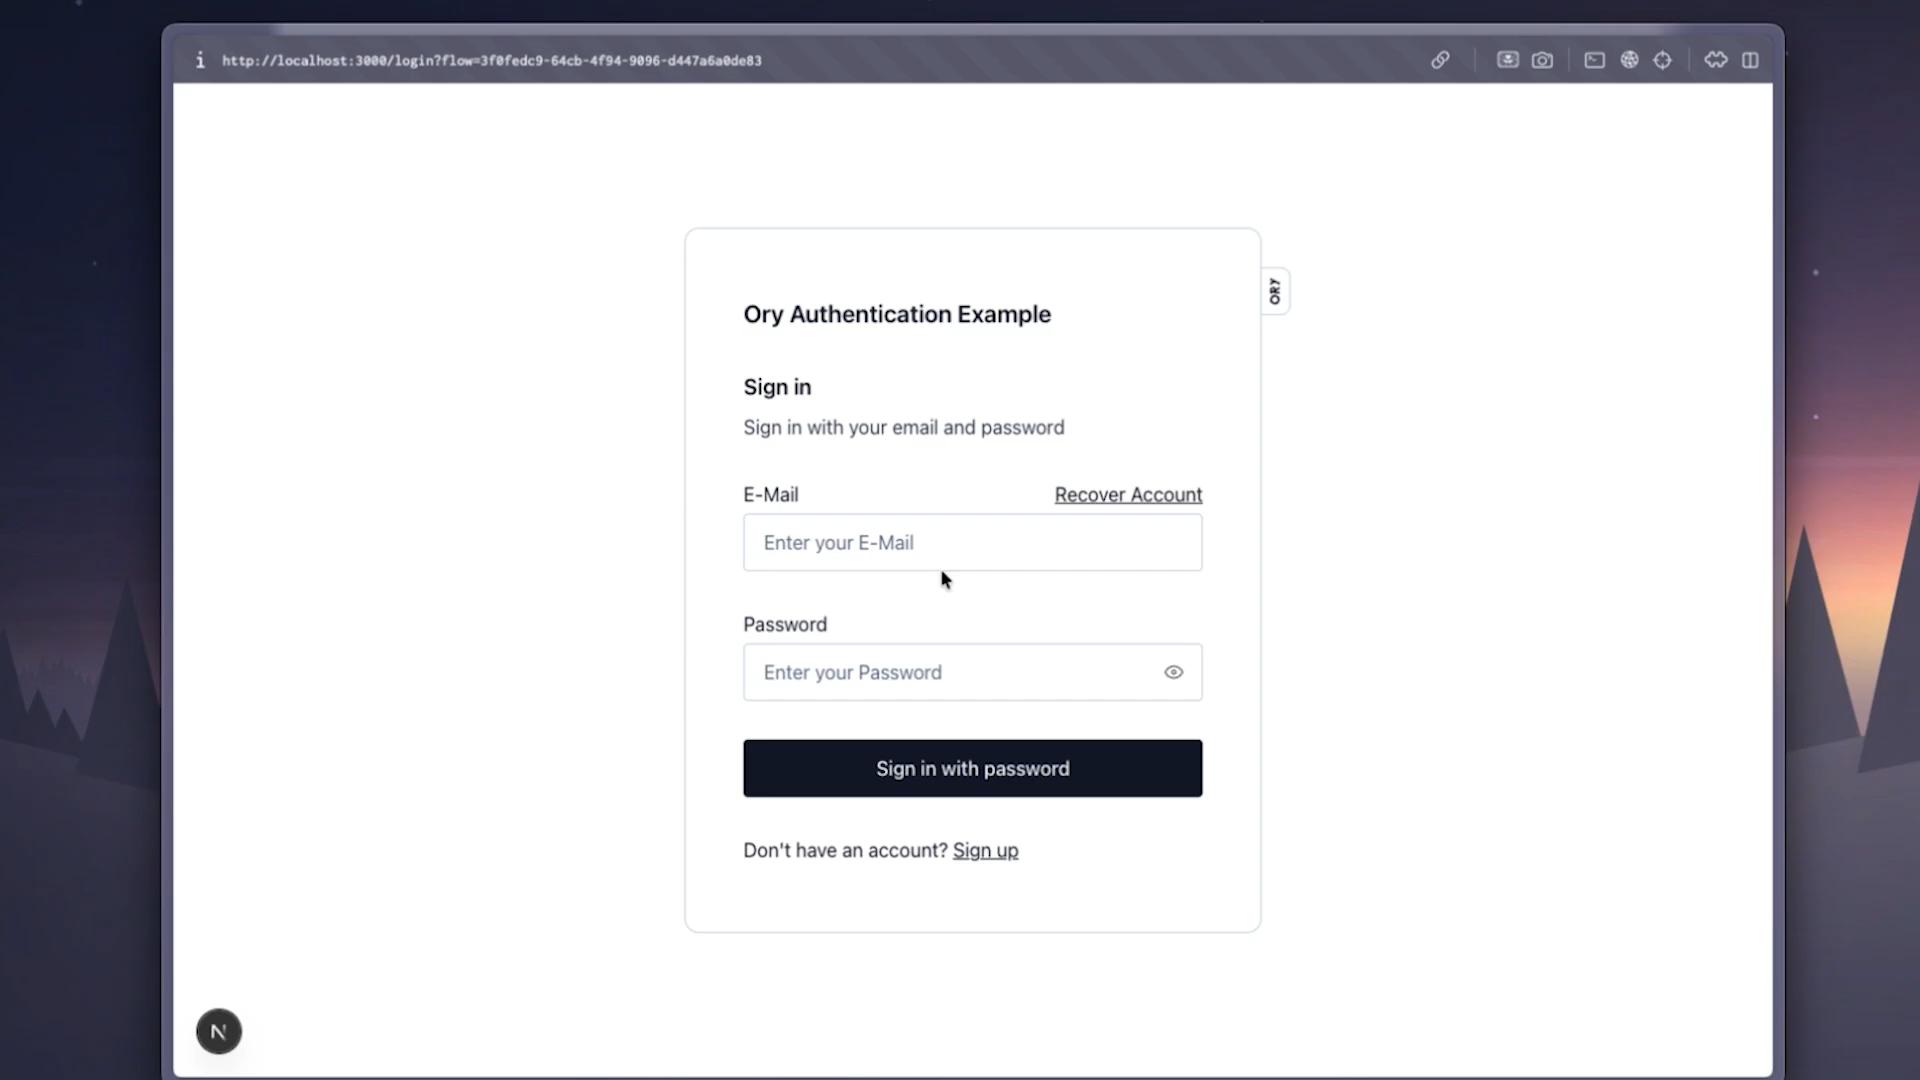 i http://localhost:3000/login?flow=3f0fedc9-64cb-4f94-9096-d447a6a0de83
ORY
Ory Authentication Example
Sign in
Sign in with your email and password
E-Mail Recover Account
Enter your E-Mail
Password
Enter your Password
Sign in with password
Don't have an account? Sign up
N